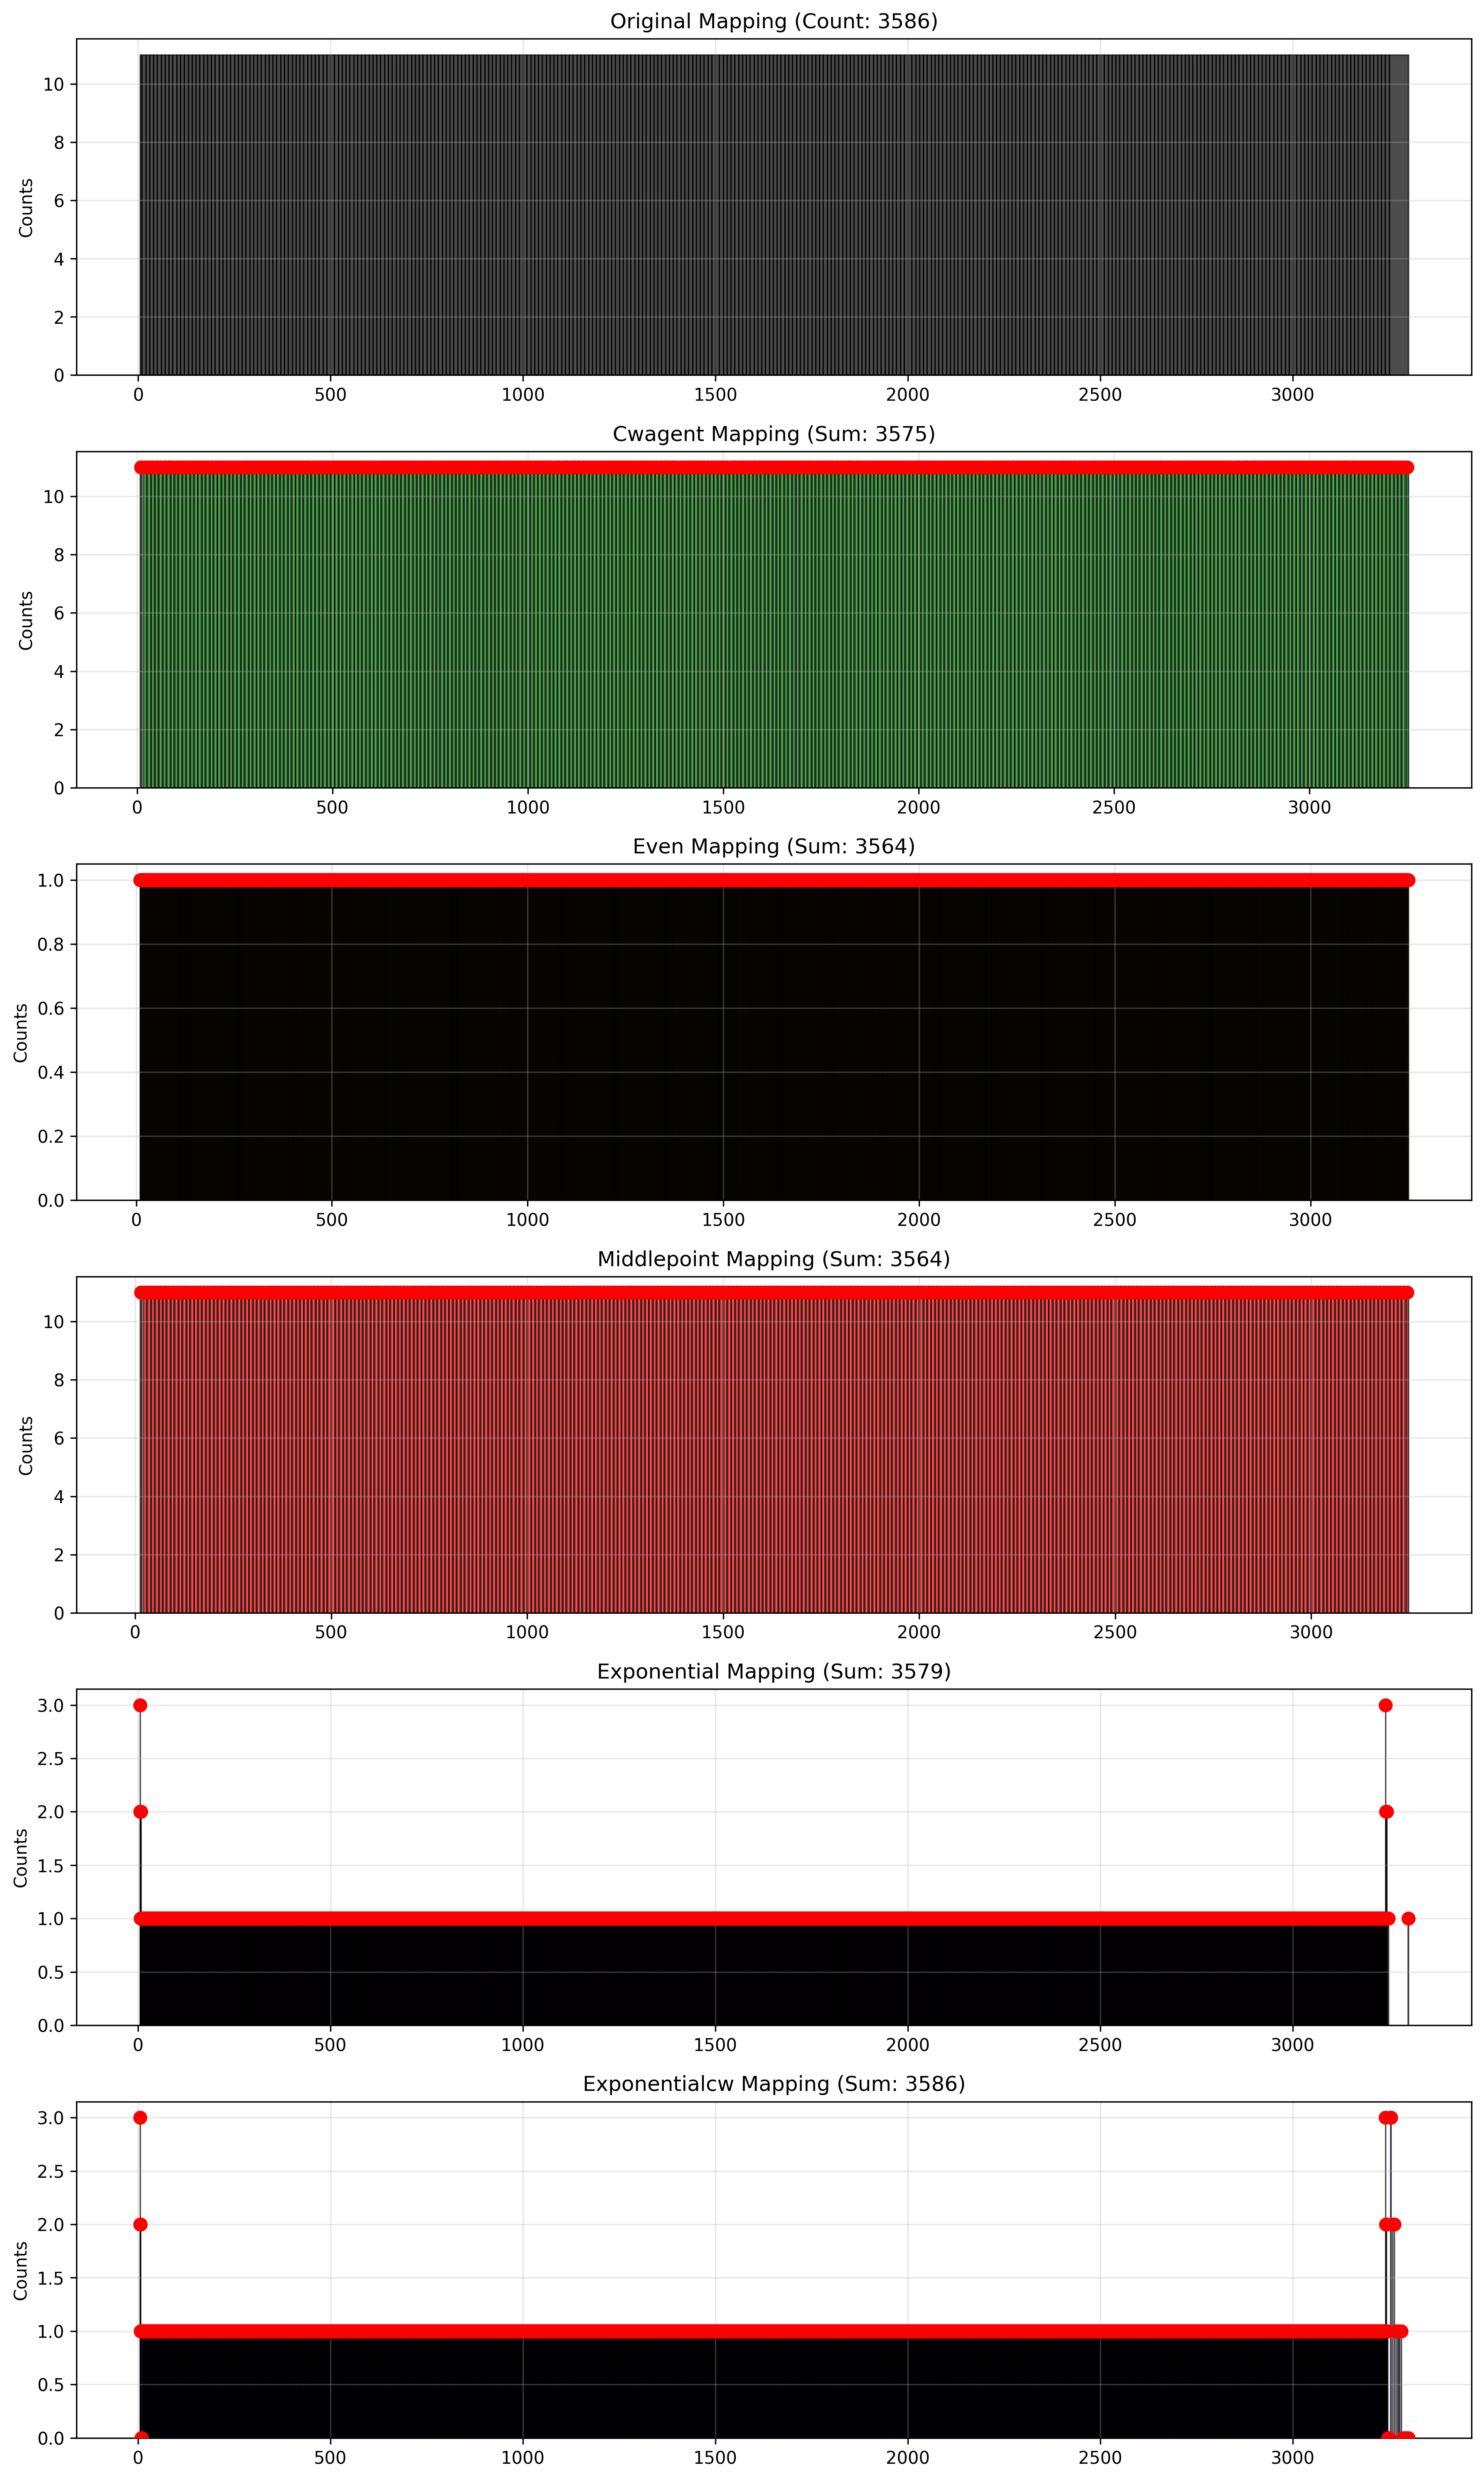 Original Mapping (Count: 3586)
10
8
6
4
2
0
Counts
0 500 1000 1500 2000 2500 3000
Cwagent Mapping (Sum: 3575)
10
8
6
4
2
0
Counts
0 500 1000 1500 2000 2500 3000
Even Mapping (Sum: 3564)
1.0
0.8
0.6
0.4
0.2
0.0
Counts
0 500 1000 1500 2000 2500 3000
Middlepoint Mapping (Sum: 3564)
10
8
6
4
2
0
Counts
0 500 1000 1500 2000 2500 3000
Exponential Mapping (Sum: 3579)
3.0
2.5
2.0
1.5
1.0
0.5
0.0
Counts
0 500 1000 1500 2000 2500 3000
Exponentialcw Mapping (Sum: 3586)
3.0
2.5
2.0
1.5
1.0
0.5
0.0
Counts
0 500 1000 1500 2000 2500 3000